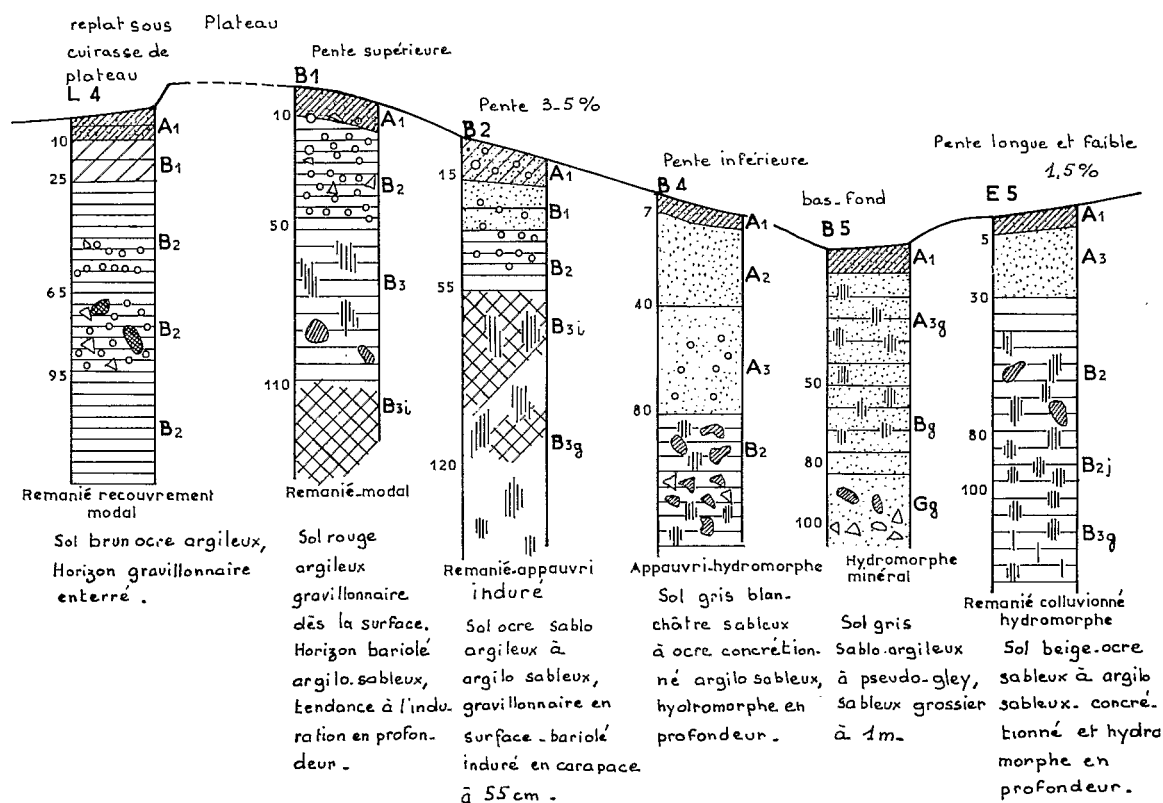 replat sous
cuirasse de
plateau
L 4
Plateau
Pente supérieure
B1
Pente 3-5%
B2
Pente inférieure
B 4
bas-fond
B 5
Pente longue et faible
1,5%
E 5
10
25
65
95
A1
B1
B2
B2
B2
10
50
110
A1
B2
B3
B3i
15
55
120
A1
B1
B2
B3i
B3g
7
40
80
A1
A2
A3
B2
50
80
100
A1
A3g
Bg
Gg
5
30
80
100
A1
A3
B2
B2j
B3g
Remanié recouvrement
modal
Sol brun ocre argileux,
Horizon gravillonnaire
enterré .
Remanié-modal
Sol rouge
argileux
gravillonnaire
dès la surface.
Horizon bariolé
argilo-sableux,
tendance à l'indu-
ration en profon-
deur .
Remanié-appauvri
induré
Sol ocre sablo
argileux à
argilo sableux,
gravillonnaire en
surface - bariolé
induré en carapace
à 55 cm .
Appauvri-hydromorphe
Sol gris blan-
châtre sableux
à ocre concrétion-
né argilo sableux,
hydromorphe en
profondeur .
Hydromorphe
minéral
Sol gris
Sablo-argileux
à pseudo-gley,
sableux grossier
à 1m-
Remanié colluvionné
hydromorphe
Sol beige-ocre
sableux à argilo
sableux- concré-
tionné et hydro
morphe en
profondeur .